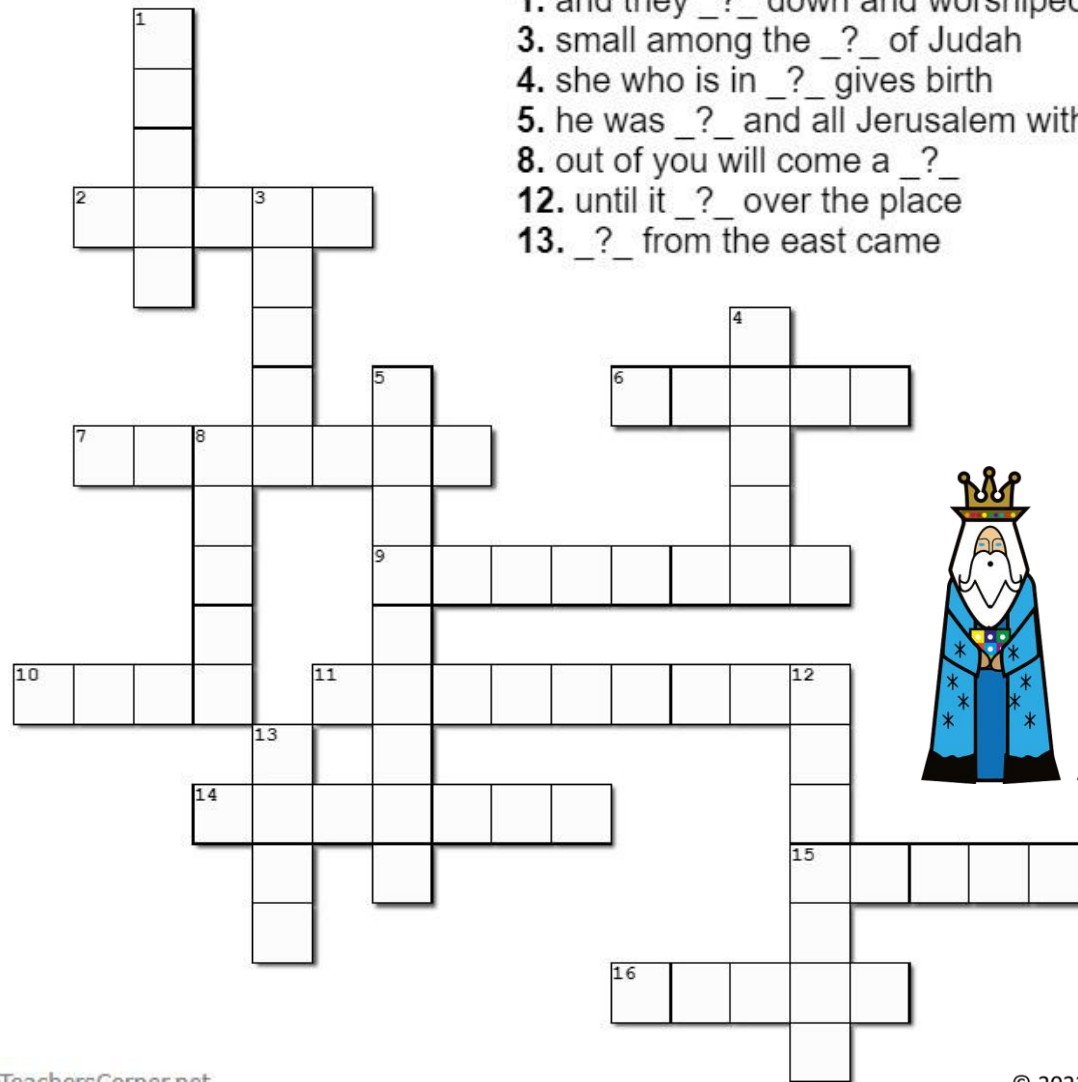 1
1. and they _?_ down and worshiped
3. small among the _?_ of Judah
2
3
4. she who is in _?_ gives birth
5. he was _?_ and all Jerusalem with
8. out of you will come a _?_
12. until it _?_ over the place
13. _?_ from the east came
4
5
6
7
8
9
10
11
12
13
14
15
16
TeachersCorner.net